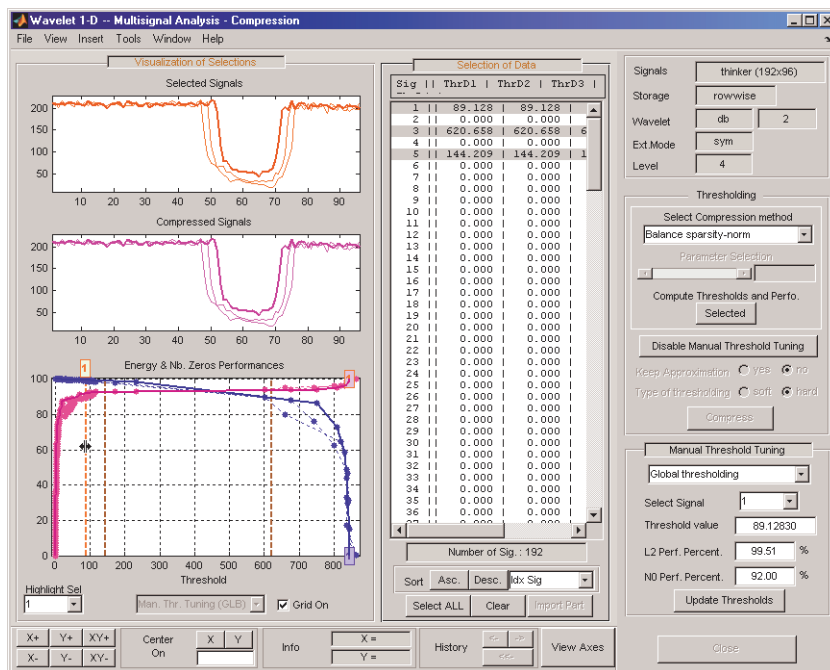 Wavelet 1-D -- Multisignal Analysis - Compression
File View Insert Tools Window Help
Visualization of Selections
Selected Signals
200
150
100
50
10 20 30 40 50 60 70 80 90
Compressed Signals
200
150
100
50
10 20 30 40 50 60 70 80 90
Energy & Nb. Zeros Performances
1
1
100
80
60
40
20
0
1
0 100 200 300 400 500 600 700 800
Threshold
Highlight Sel
1
Man. Thr. Tuning (GLB)
Grid On
Selection of Data
Sig || ThrD1 | ThrD2 | ThrD3 |
1 || 89.128 | 89.128 |
2 || 0.000 | 0.000 |
3 || 620.658 | 620.658 | 6
4 || 0.000 | 0.000 |
5 || 144.209 | 144.209 | 1
6 || 0.000 | 0.000 |
7 || 0.000 | 0.000 |
8 || 0.000 | 0.000 |
9 || 0.000 | 0.000 |
10 || 0.000 | 0.000 |
11 || 0.000 | 0.000 |
12 || 0.000 | 0.000 |
13 || 0.000 | 0.000 |
14 || 0.000 | 0.000 |
15 || 0.000 | 0.000 |
16 || 0.000 | 0.000 |
17 || 0.000 | 0.000 |
18 || 0.000 | 0.000 |
19 || 0.000 | 0.000 |
20 || 0.000 | 0.000 |
21 || 0.000 | 0.000 |
22 || 0.000 | 0.000 |
23 || 0.000 | 0.000 |
24 || 0.000 | 0.000 |
25 || 0.000 | 0.000 |
26 || 0.000 | 0.000 |
27 || 0.000 | 0.000 |
28 || 0.000 | 0.000 |
29 || 0.000 | 0.000 |
30 || 0.000 | 0.000 |
31 || 0.000 | 0.000 |
32 || 0.000 | 0.000 |
33 || 0.000 | 0.000 |
34 || 0.000 | 0.000 |
35 || 0.000 | 0.000 |
36 || 0.000 | 0.000 |
Number of Sig. : 192
Sort Asc. Desc. Idx Sig
Select ALL Clear Import Part
Signals thinker (192x96)
Storage rowwise
Wavelet db 2
Ext.Mode sym
Level 4
Thresholding
Select Compression method
Balance sparsity-norm
Parameter Selection
Compute Thresholds and Perfo.
Selected
Disable Manual Threshold Tuning
Keep Approximation yes no
Type of thresholding soft hard
Compress
Manual Threshold Tuning
Global thresholding
Select Signal 1
Threshold value 89.12830
L2 Perf. Percent. 99.51 %
N0 Perf. Percent. 92.00 %
Update Thresholds
X+ Y+ XY+
X- Y- XY-
Center On X Y
Info X =
Y =
History <- ->
<<-
View Axes
Close